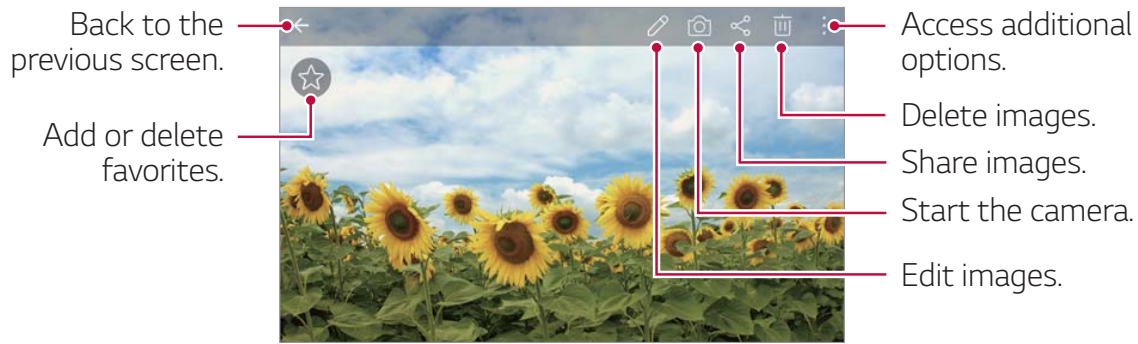 Back to the
previous screen.
Add or delete
favorites.
Access additional
options.
Delete images.
Share images.
Start the camera.
Edit images.